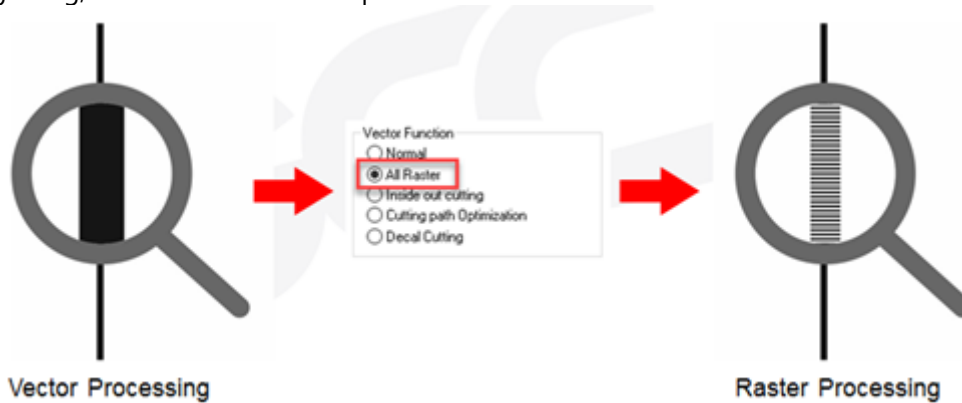 Vector Function
Normal
All Raster
Inside out cutting
Cutting path Optimization
Decal Cutting
Vector Processing
Raster Processing